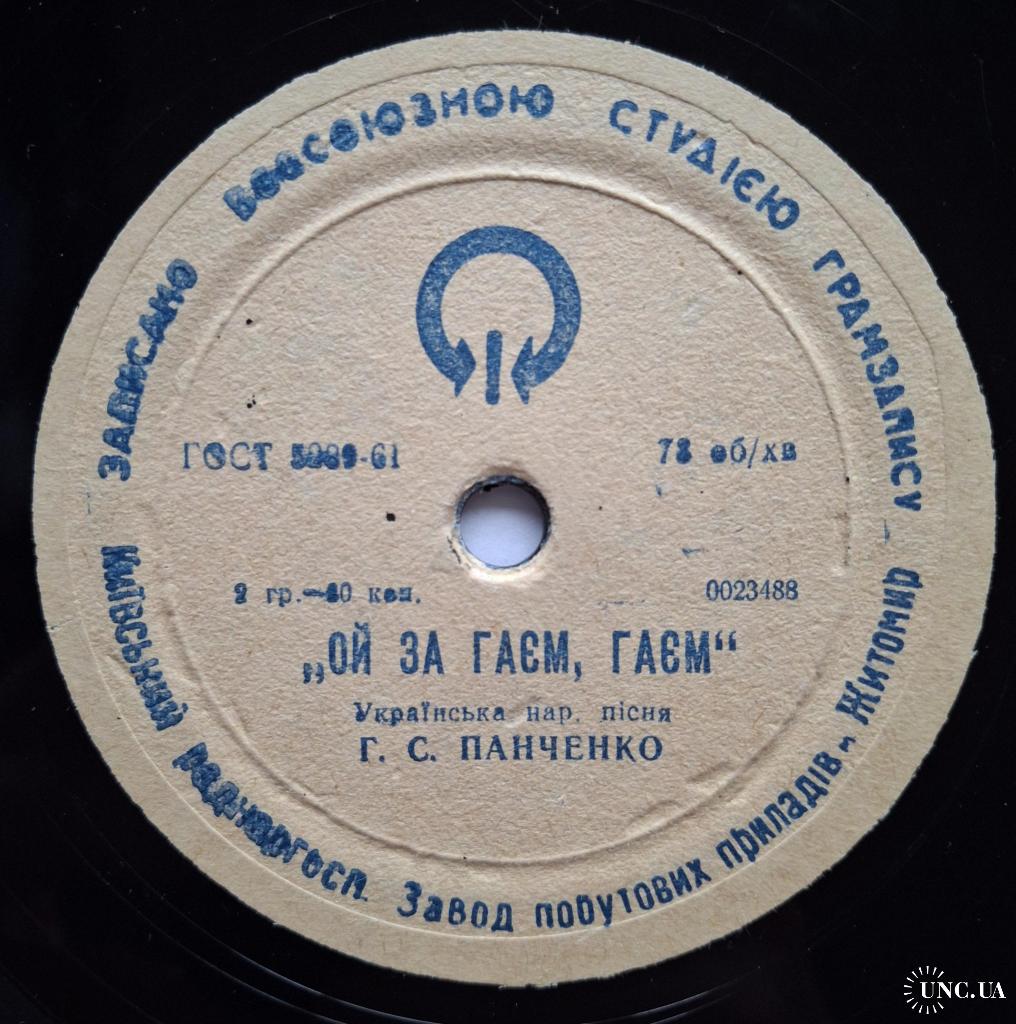 ЗАПИСАНО ВСЕСОЮЗНОЮ СТУДІЄЮ ГРАМЗАПИСУ
ГОСТ 5289-61
78 об/хв
2 гр.—60 коп.
0023488
„ОЙ ЗА ГАЄМ, ГАЄМ“
Українська нар. пісня
Г. С. ПАНЧЕНКО
Київський раднаргосп. Завод побутових приладів„ Житомир
UNC.UA